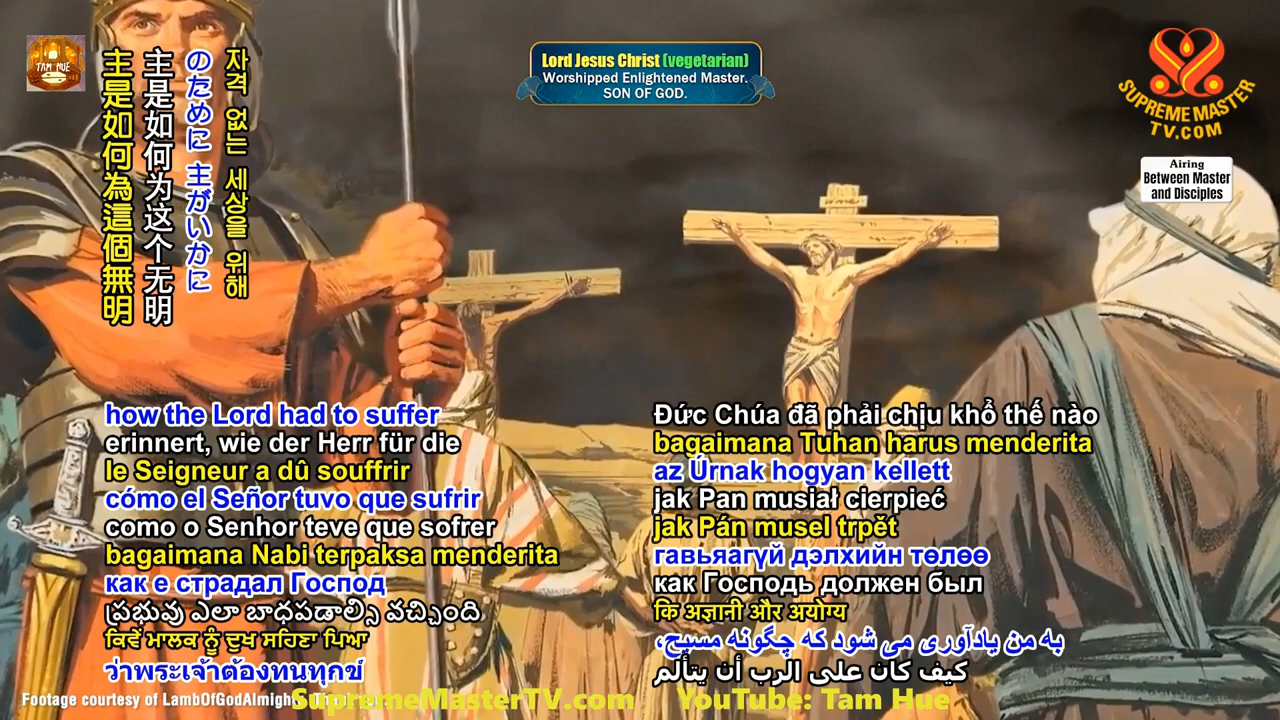 TAM HUE
主是如何為這個無明
主是如何为这个无明
のために 主がいかに
자격 없는 세상을 위해
Lord Jesus Christ (vegetarian)
Worshipped Enlightened Master.
SON OF GOD.
SUPREME MASTER
TV.COM
Airing
Between Master
and Disciples
how the Lord had to suffer
erinnert, wie der Herr für die
le Seigneur a dû souffrir
cómo el Señor tuvo que sufrir
como o Senhor teve que sofrer
bagaimana Nabi terpaksa menderita
как е страдал Господ
ప్రభువు ఎలా బాధపడాల్సి వచ్చింది
ਕਿਵੇਂ ਮਾਲਕ ਨੂੰ ਦੁਖ ਸਹਿਣਾ ਪਿਆ
ว่าพระเจ้าต้องทนทุกข์
Đức Chúa đã phải chịu khổ thế nào
bagaimana Tuhan harus menderita
az Úrnak hogyan kellett
jak Pan musiał cierpieć
jak Pán musel trpět
гавьяагүй дэлхийн төлөө
как Господь должен был
कि अज्ञानी और अयोग्य
به من یادآوری می شود که چگونه مسیح،
كيف كان على الرب أن يتألم
Footage courtesy of LambOfGodAlmighty
SupremeMasterTV.com
YouTube: Tam Hue